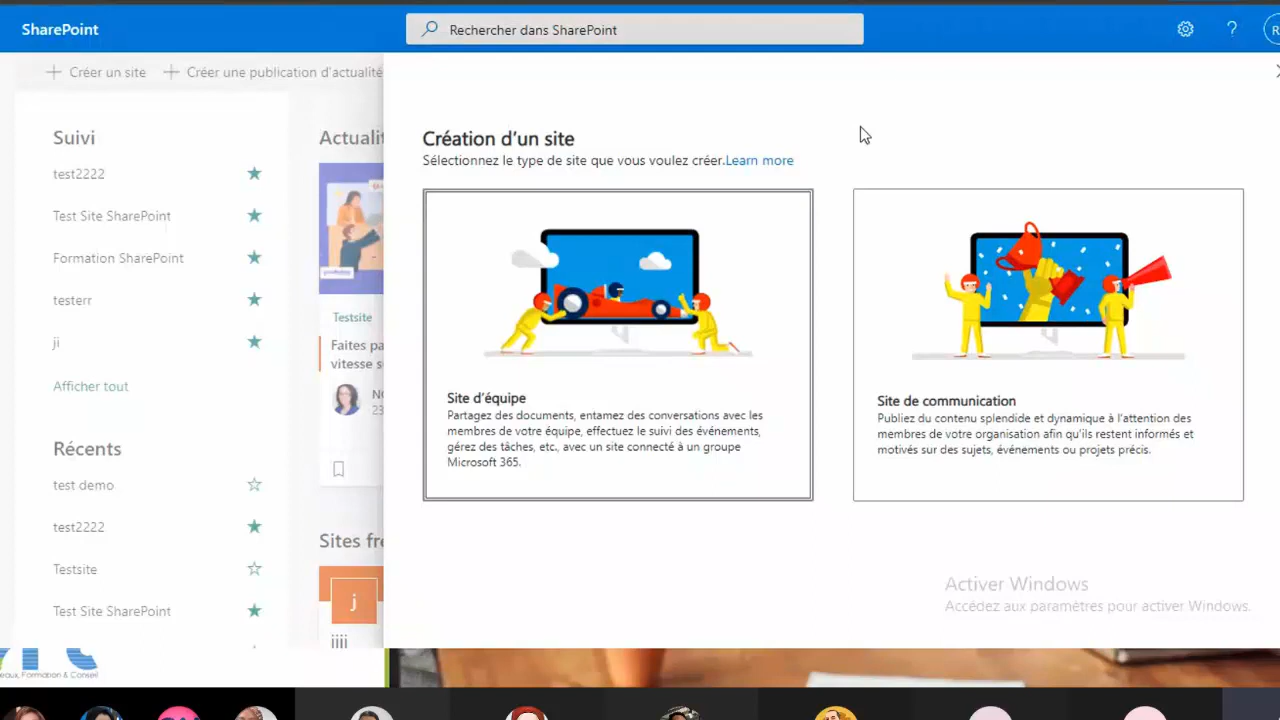 SharePoint
Rechercher dans SharePoint
Créer un site
Créer une publication d'actualité
Suivi
test2222
Test Site SharePoint
Formation SharePoint
testerr
ji
Afficher tout
Récents
test demo
test2222
Testsite
Test Site SharePoint
Actualit
Testsite
Faites pa
vitesse s
23
Sites fre
j
jjjj
Création d'un site
Sélectionnez le type de site que vous voulez créer.Learn more
Site d'équipe
Partagez des documents, entamez des conversations avec les
membres de votre équipe, effectuez le suivi des événements,
gérez des tâches, etc., avec un site connecté à un groupe
Microsoft 365.
Site de communication
Publiez du contenu splendide et dynamique à l'attention des
membres de votre organisation afin qu'ils restent informés et
motivés sur des sujets, événements ou projets précis.
Activer Windows
Accédez aux paramètres pour activer Windows.
eaux, Formation & Conseil